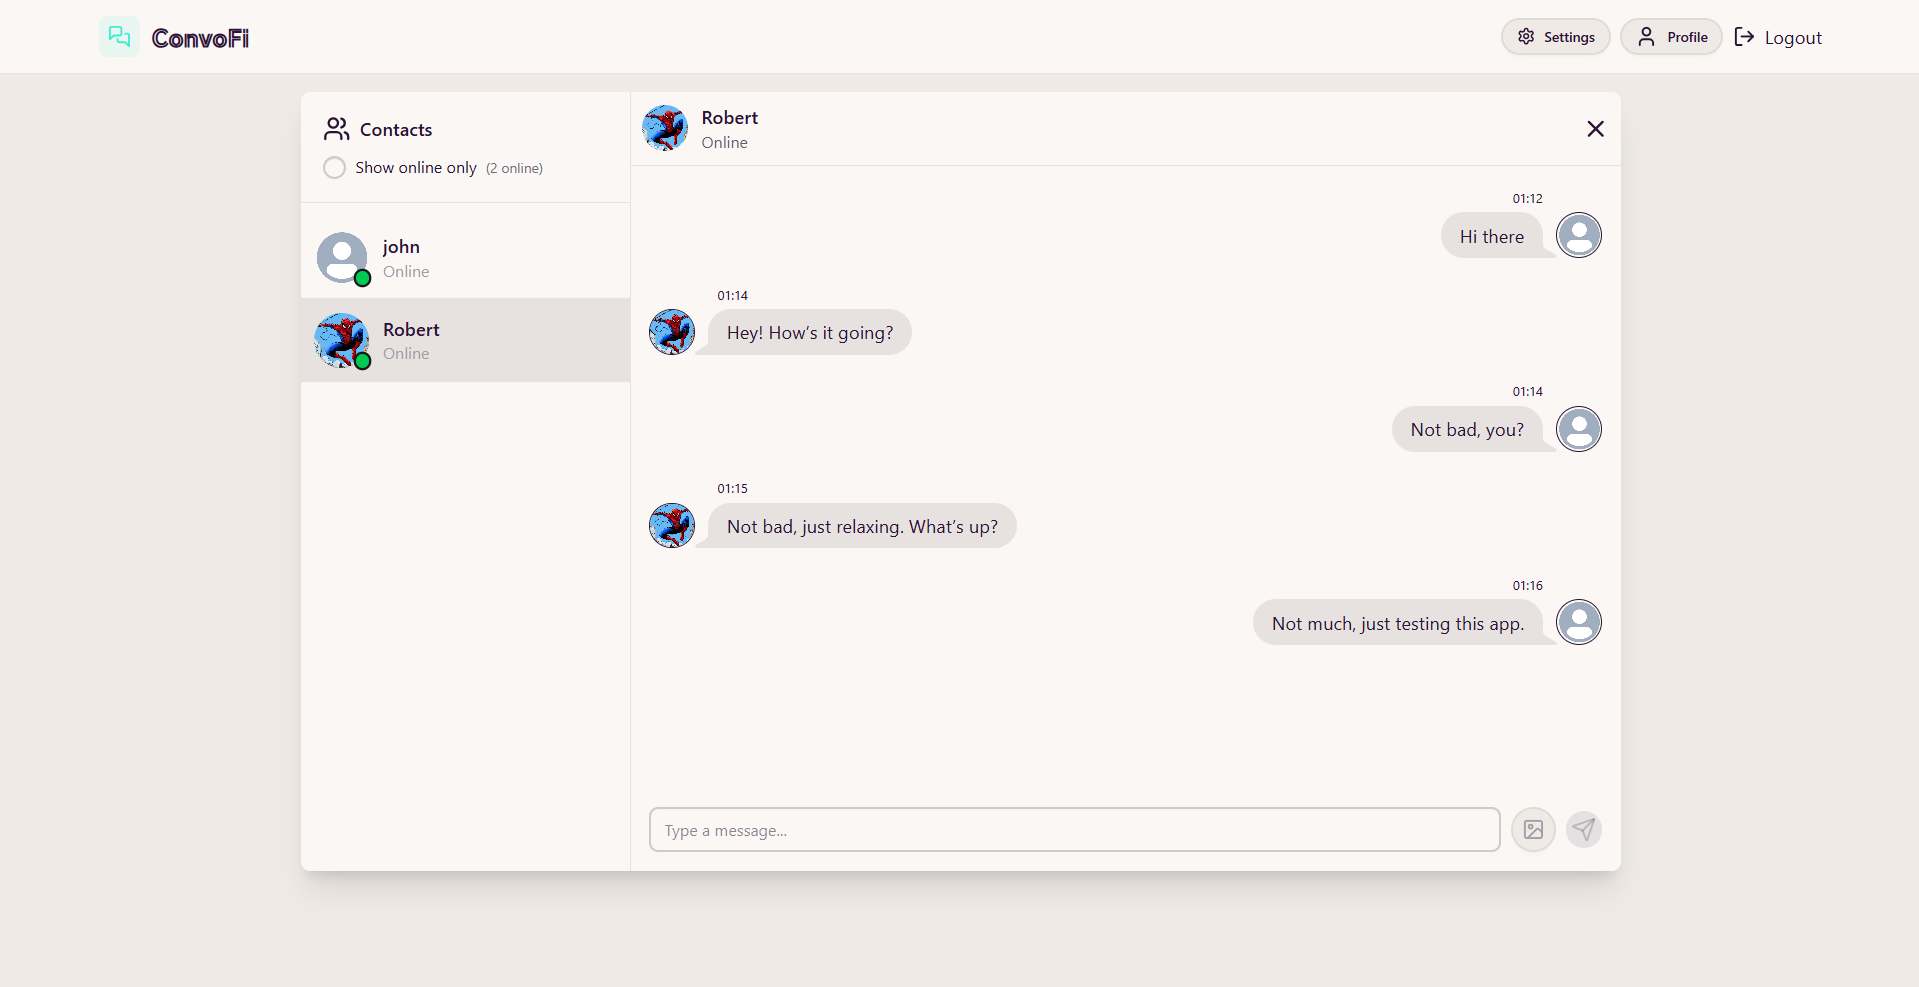 ConvoFi
Settings
Profile
Logout
Contacts
Show online only (2 online)
john
Online
Robert
Online
Robert
Online
01:12
Hi there
01:14
Hey! How’s it going?
01:14
Not bad, you?
01:15
Not bad, just relaxing. What’s up?
01:16
Not much, just testing this app.
Type a message...